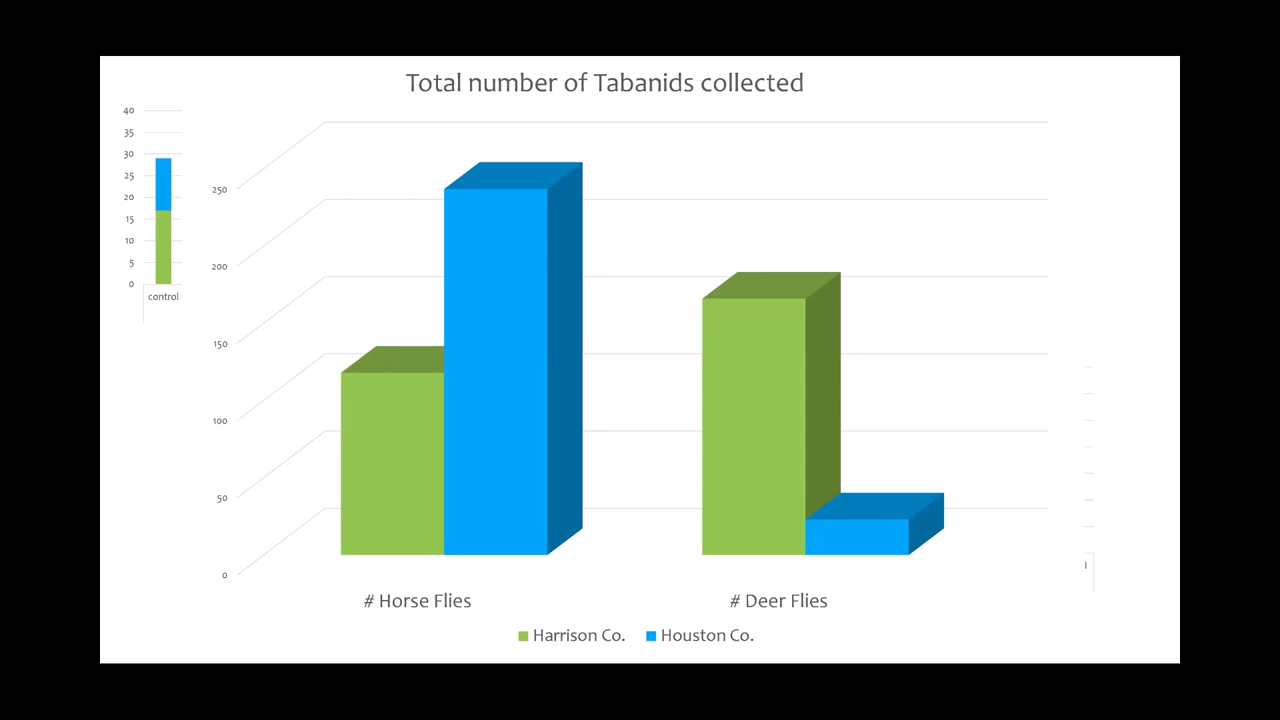 Total number of Tabanids collected
40
35
30
25
20
15
10
5
0
control
250
200
150
100
50
0
# Horse Flies
# Deer Flies
Harrison Co.
Houston Co.
l